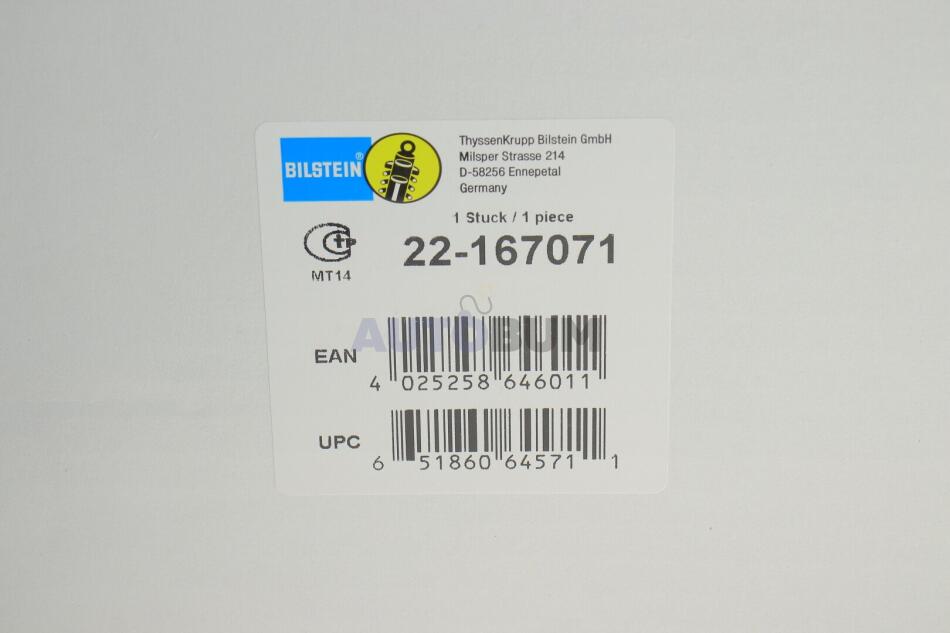 BILSTEIN®
ThyssenKrupp Bilstein GmbH
Milsper Strasse 214
D-58256 Ennepetal
Germany
1 Stuck / 1 piece
22-167071
MT14
AUTOBUM
EAN
4 025258 646011
UPC
6 51860 64571 1